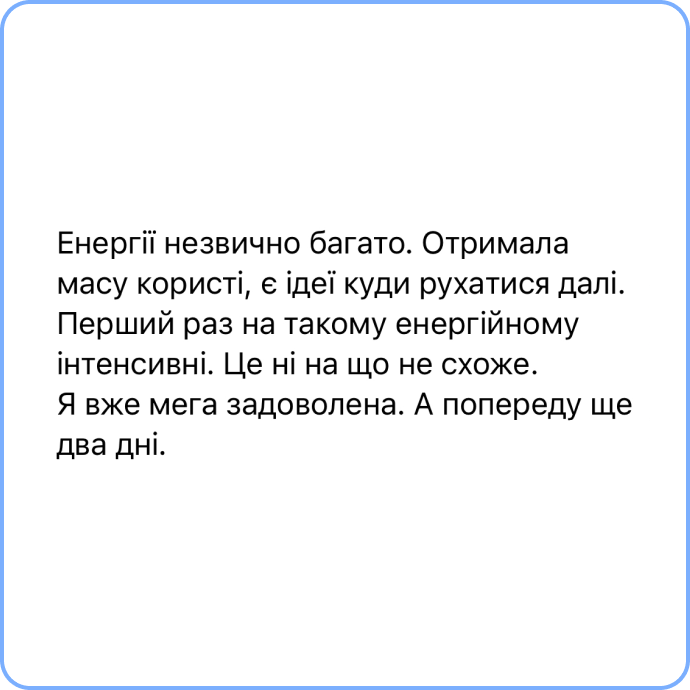 Енергії незвично багато. Отримала
масу користі, є ідеї куди рухатися далі.
Перший раз на такому енергійному
інтенсивні. Це ні на що не схоже.
Я вже мега задоволена. А попереду ще
два дні.